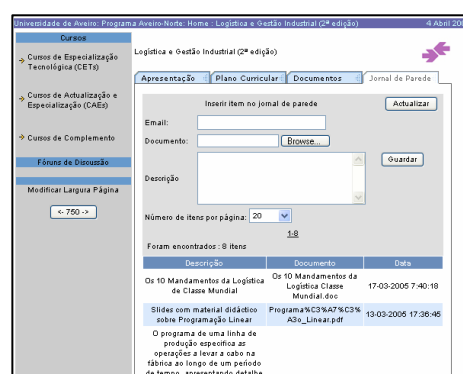 Universidade de Aveiro: Programa Aveiro-Norte: Home : Logística e Gestão Industrial (2ª edição) 4 Abril 200
Cursos
Cursos de Especialização
Tecnológica (CETs)
Cursos de Actualização e
Especialização (CAEs)
Cursos de Complemento
Fóruns de Discussão
Modificar Largura Página
<- 750 ->
Logística e Gestão Industrial (2ª edição)
Apresentação Plano Curricular Documentos Jornal de Parede
Inserir item no jornal de parede Actualizar
Email:
Documento: Browse...
Guardar
Descrição
Número de itens por página: 20
1-8
Foram encontrados : 8 itens
Descrição Documento Data
Os 10 Mandamentos da Logística
de Classe Mundial
Os 10 Mandamentos da
Logística Classe
Mundial.doc
17-03-2005 7:40:18
Slides com material didáctico
sobre Programação Linear
Programa%C3%A7%C3%
A3o_Linear.pdf
13-03-2005 17:36:45
O programa de uma linha de
produção especifica as
operações a levar a cabo na
fábrica ao longo de um período
de tempo, apresentando detalhe